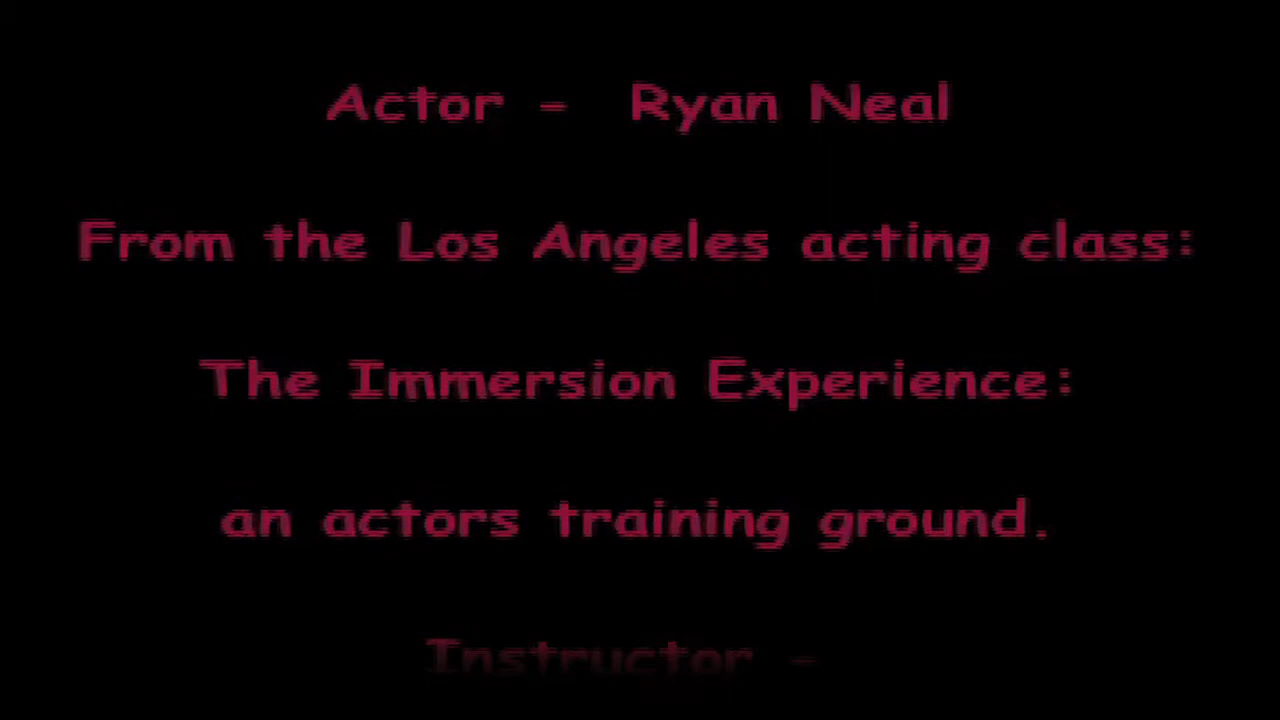 Actor - Ryan Neal
From the Los Angeles acting class:
The Immersion Experience:
an actors training ground.
Instructor -